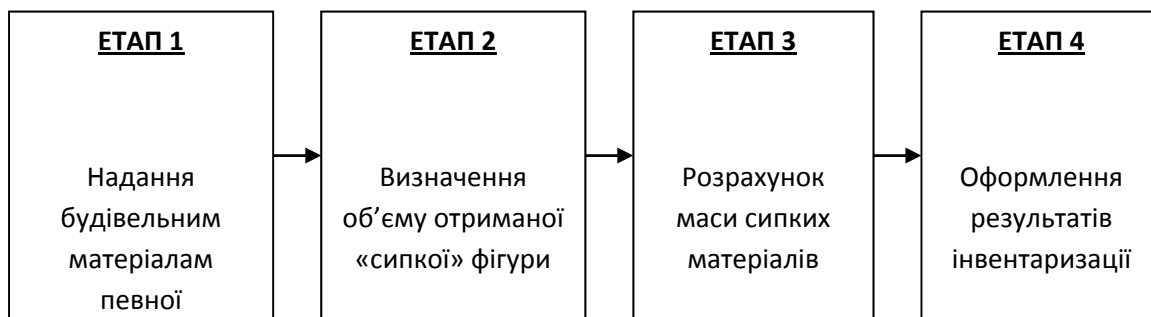 ЕТАП 1
Надання
будівельним
матеріалам
певної
ЕТАП 2
Визначення
об’єму отриманої
«сипкої» фігури
ЕТАП 3
Розрахунок
маси сипких
матеріалів
ЕТАП 4
Оформлення
результатів
інвентаризації